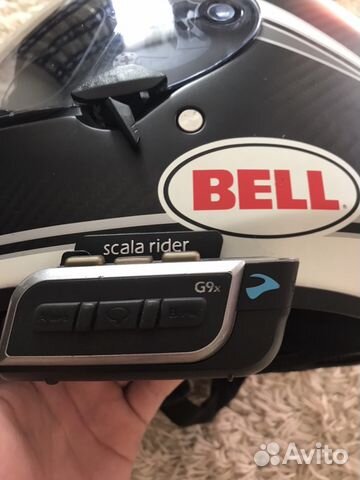 BELL
scala rider
G9x
Avito